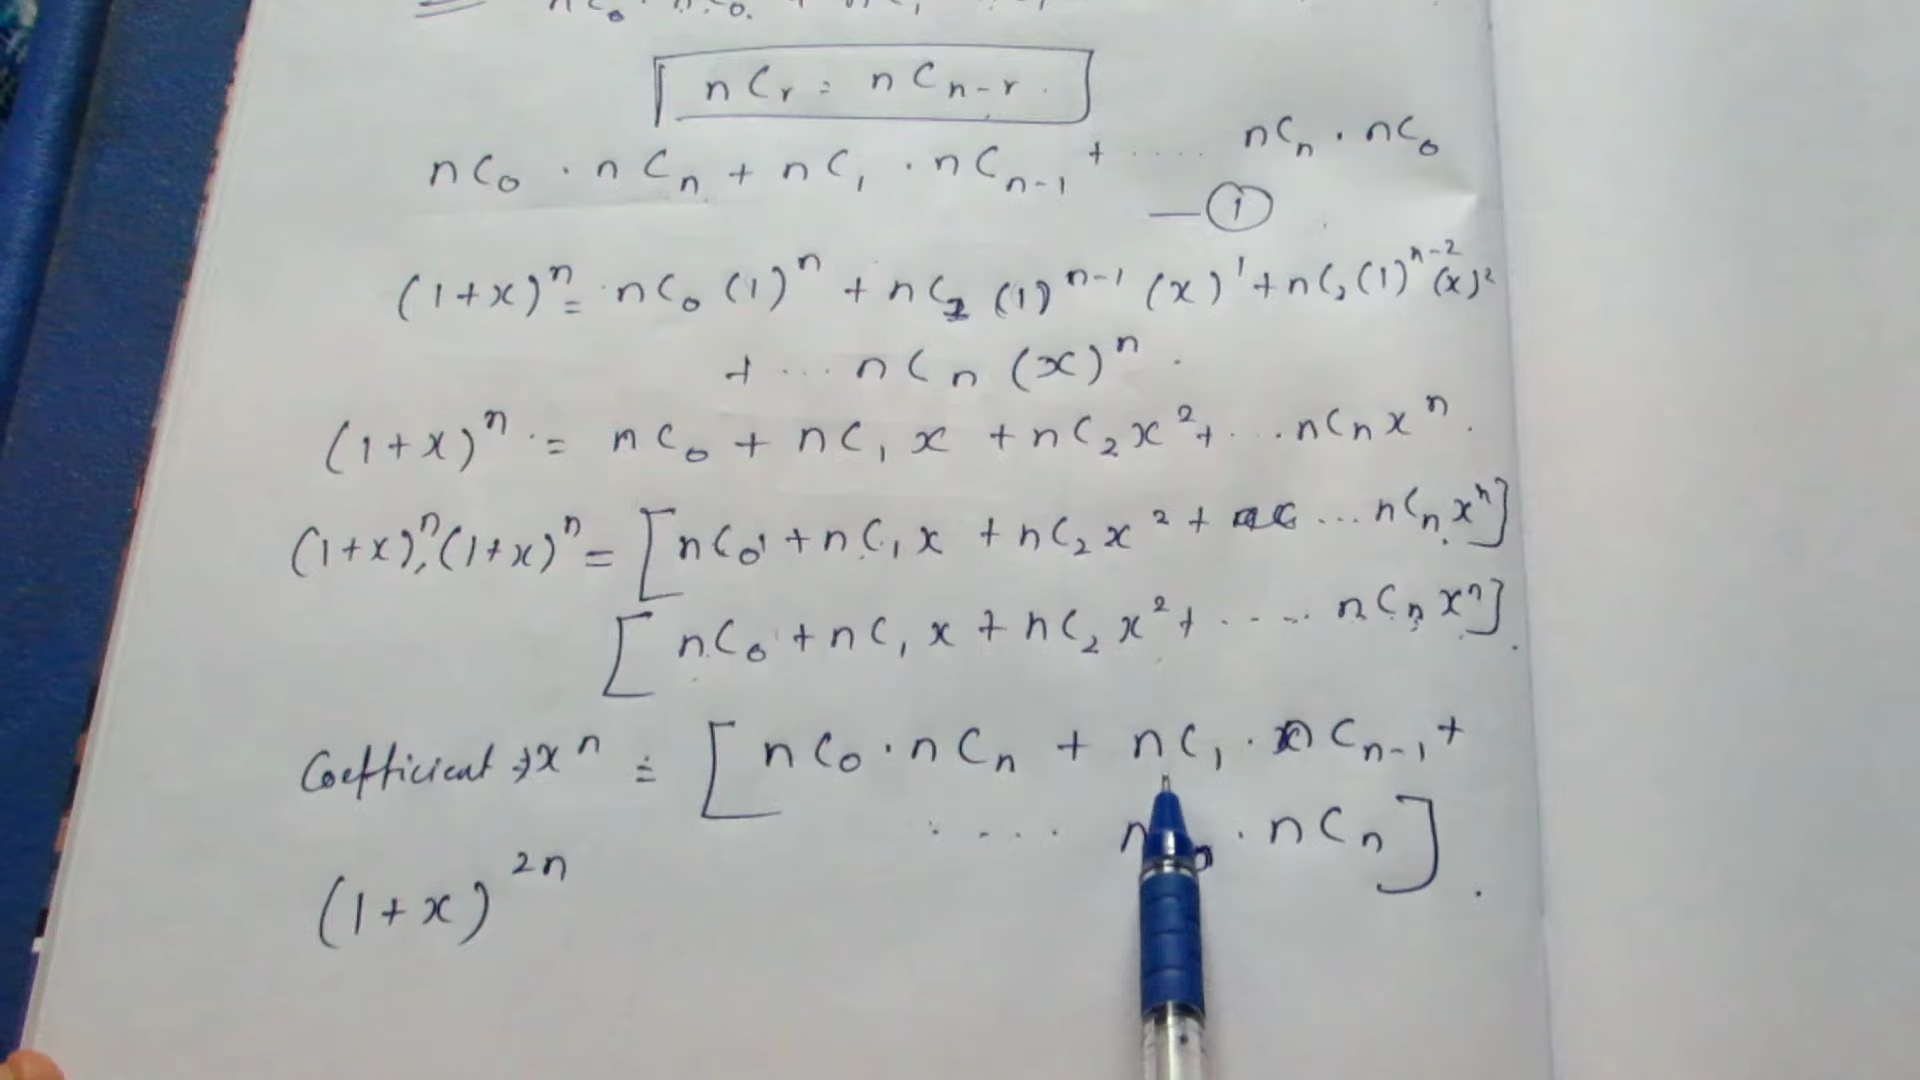 nCr = nCn-r
nC0 . nCn + nC1 . nCn-1 + ..... nCn . nC0
—①
(1+x)^n = nC0 (1)^n + nC2 (1)^n-1 (x)^1 + nC2 (1)^n-2 (x)^2
+ ... nCn (x)^n .
(1+x)^n = nC0 + nC1 x + nC2 x^2 + ... nCn x^n .
(1+x)^n . (1+x)^n = [nC0 + nC1 x + nC2 x^2 + ... nCn x^n]
[nC0 + nC1 x + nC2 x^2 + ..... nCn x^n] .
Coefficient x^n = [nC0 . nCn + nC1 . nCn-1 +
.... n . nCn] .
(1+x)^2n